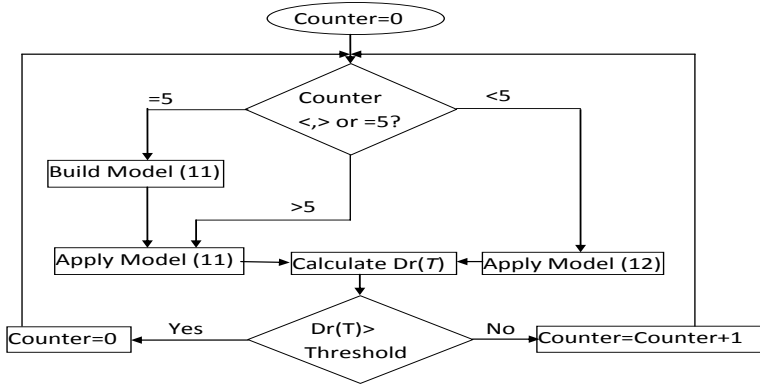 Counter=0
=5
Counter
<,> or =5?
<5
Build Model (11)
>5
Apply Model (11)
Calculate Dr(T)
Apply Model (12)
Counter=0
Yes
Dr(T)>
Threshold
No
Counter=Counter+1